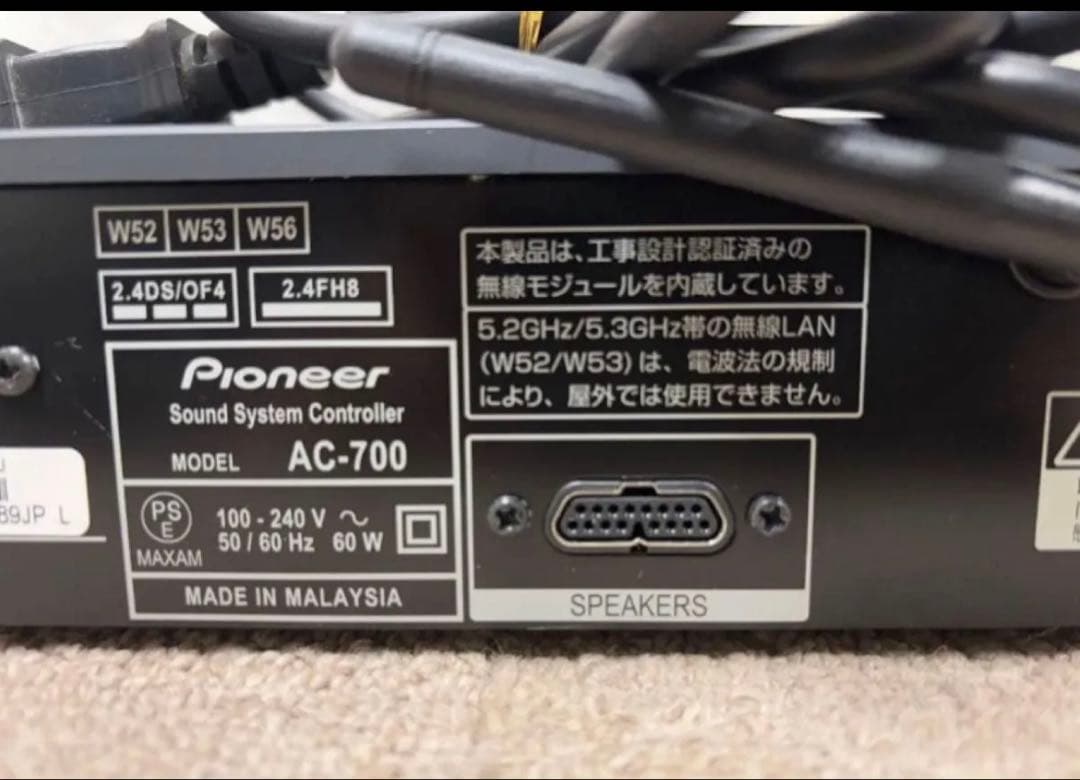 W52 W53 W56
2.4DS/OF4 2.4FH8
Pioneer
Sound System Controller
MODEL AC-700
PS
E
MAXAM
100 - 240 V ～
50 / 60 Hz 60 W
MADE IN MALAYSIA
本製品は、工事設計認証済みの
無線モジュールを内蔵しています。
5.2GHz/5.3GHz帯の無線LAN
(W52/W53) は、電波法の規制
により、屋外では使用できません。
SPEAKERS
89JP L